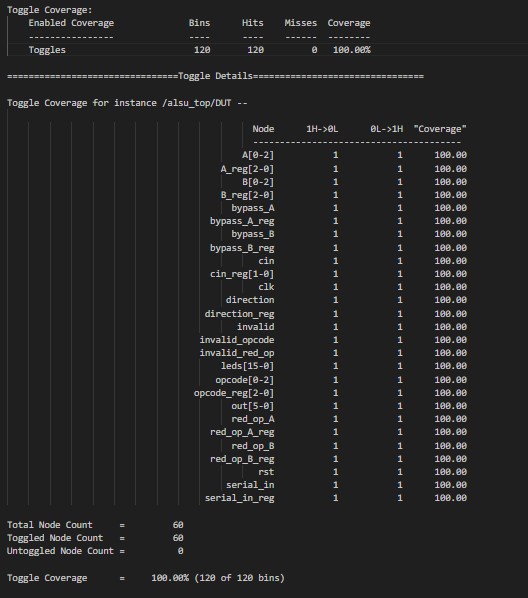 Toggle Coverage:
Enabled Coverage Bins Hits Misses Coverage
---------------- ---- ---- ------ --------
Toggles 120 120 0 100.00%
================================Toggle Details================================
Toggle Coverage for instance /alsu_top/DUT --
Node 1H->0L 0L->1H "Coverage"
---------------------------------------
A[0-2] 1 1 100.00
A_reg[2-0] 1 1 100.00
B[0-2] 1 1 100.00
B_reg[2-0] 1 1 100.00
bypass_A 1 1 100.00
bypass_A_reg 1 1 100.00
bypass_B 1 1 100.00
bypass_B_reg 1 1 100.00
cin 1 1 100.00
cin_reg[1-0] 1 1 100.00
clk 1 1 100.00
direction 1 1 100.00
direction_reg 1 1 100.00
invalid 1 1 100.00
invalid_opcode 1 1 100.00
invalid_red_op 1 1 100.00
leds[15-0] 1 1 100.00
opcode[0-2] 1 1 100.00
opcode_reg[2-0] 1 1 100.00
out[5-0] 1 1 100.00
red_op_A 1 1 100.00
red_op_A_reg 1 1 100.00
red_op_B 1 1 100.00
red_op_B_reg 1 1 100.00
rst 1 1 100.00
serial_in 1 1 100.00
serial_in_reg 1 1 100.00
Total Node Count = 60
Toggled Node Count = 60
Untoggled Node Count = 0
Toggle Coverage = 100.00% (120 of 120 bins)